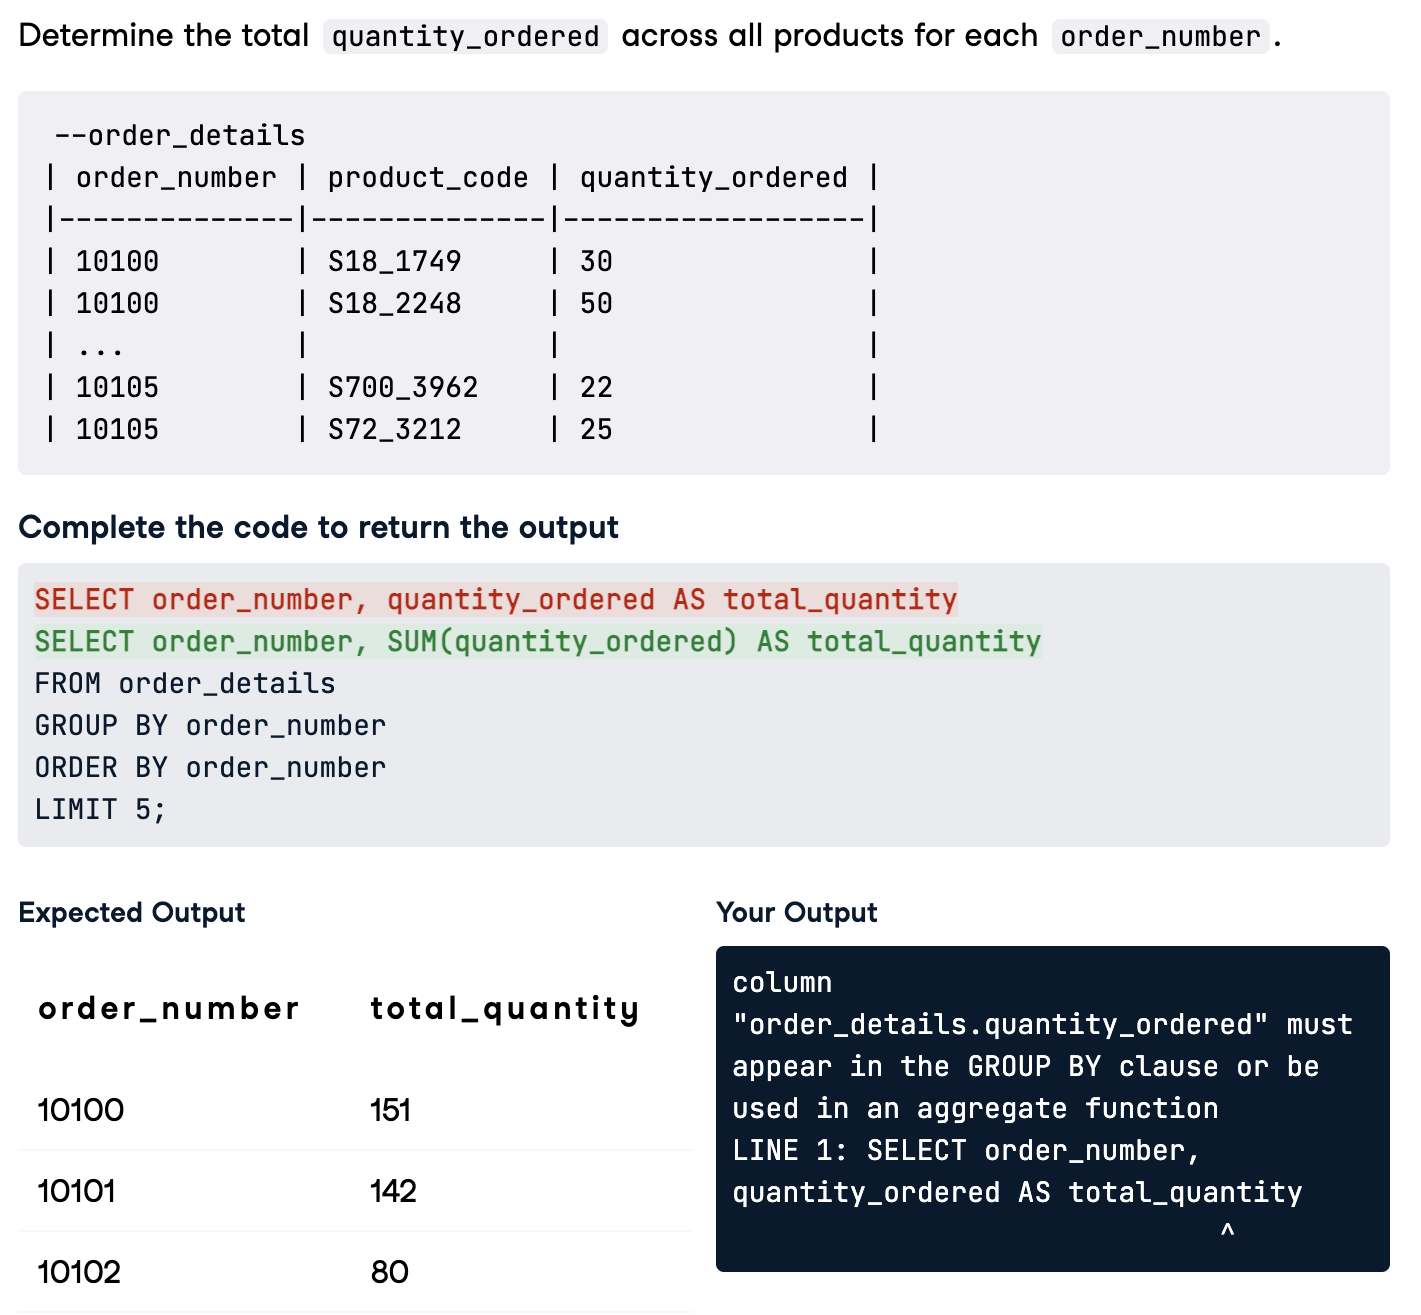 Determine the total quantity_ordered across all products for each order_number.
--order_details
| order_number | product_code | quantity_ordered |
|--------------|--------------|------------------|
| 10100        | S18_1749     | 30               |
| 10100        | S18_2248     | 50               |
| ...          |              |                  |
| 10105        | S700_3962    | 22               |
| 10105        | S72_3212     | 25               |
Complete the code to return the output
SELECT order_number, quantity_ordered AS total_quantity
SELECT order_number, SUM(quantity_ordered) AS total_quantity
FROM order_details
GROUP BY order_number
ORDER BY order_number
LIMIT 5;
Expected Output
order_number total_quantity
10100 151
10101 142
10102 80
Your Output
column
"order_details.quantity_ordered" must
appear in the GROUP BY clause or be
used in an aggregate function
LINE 1: SELECT order_number,
quantity_ordered AS total_quantity
^